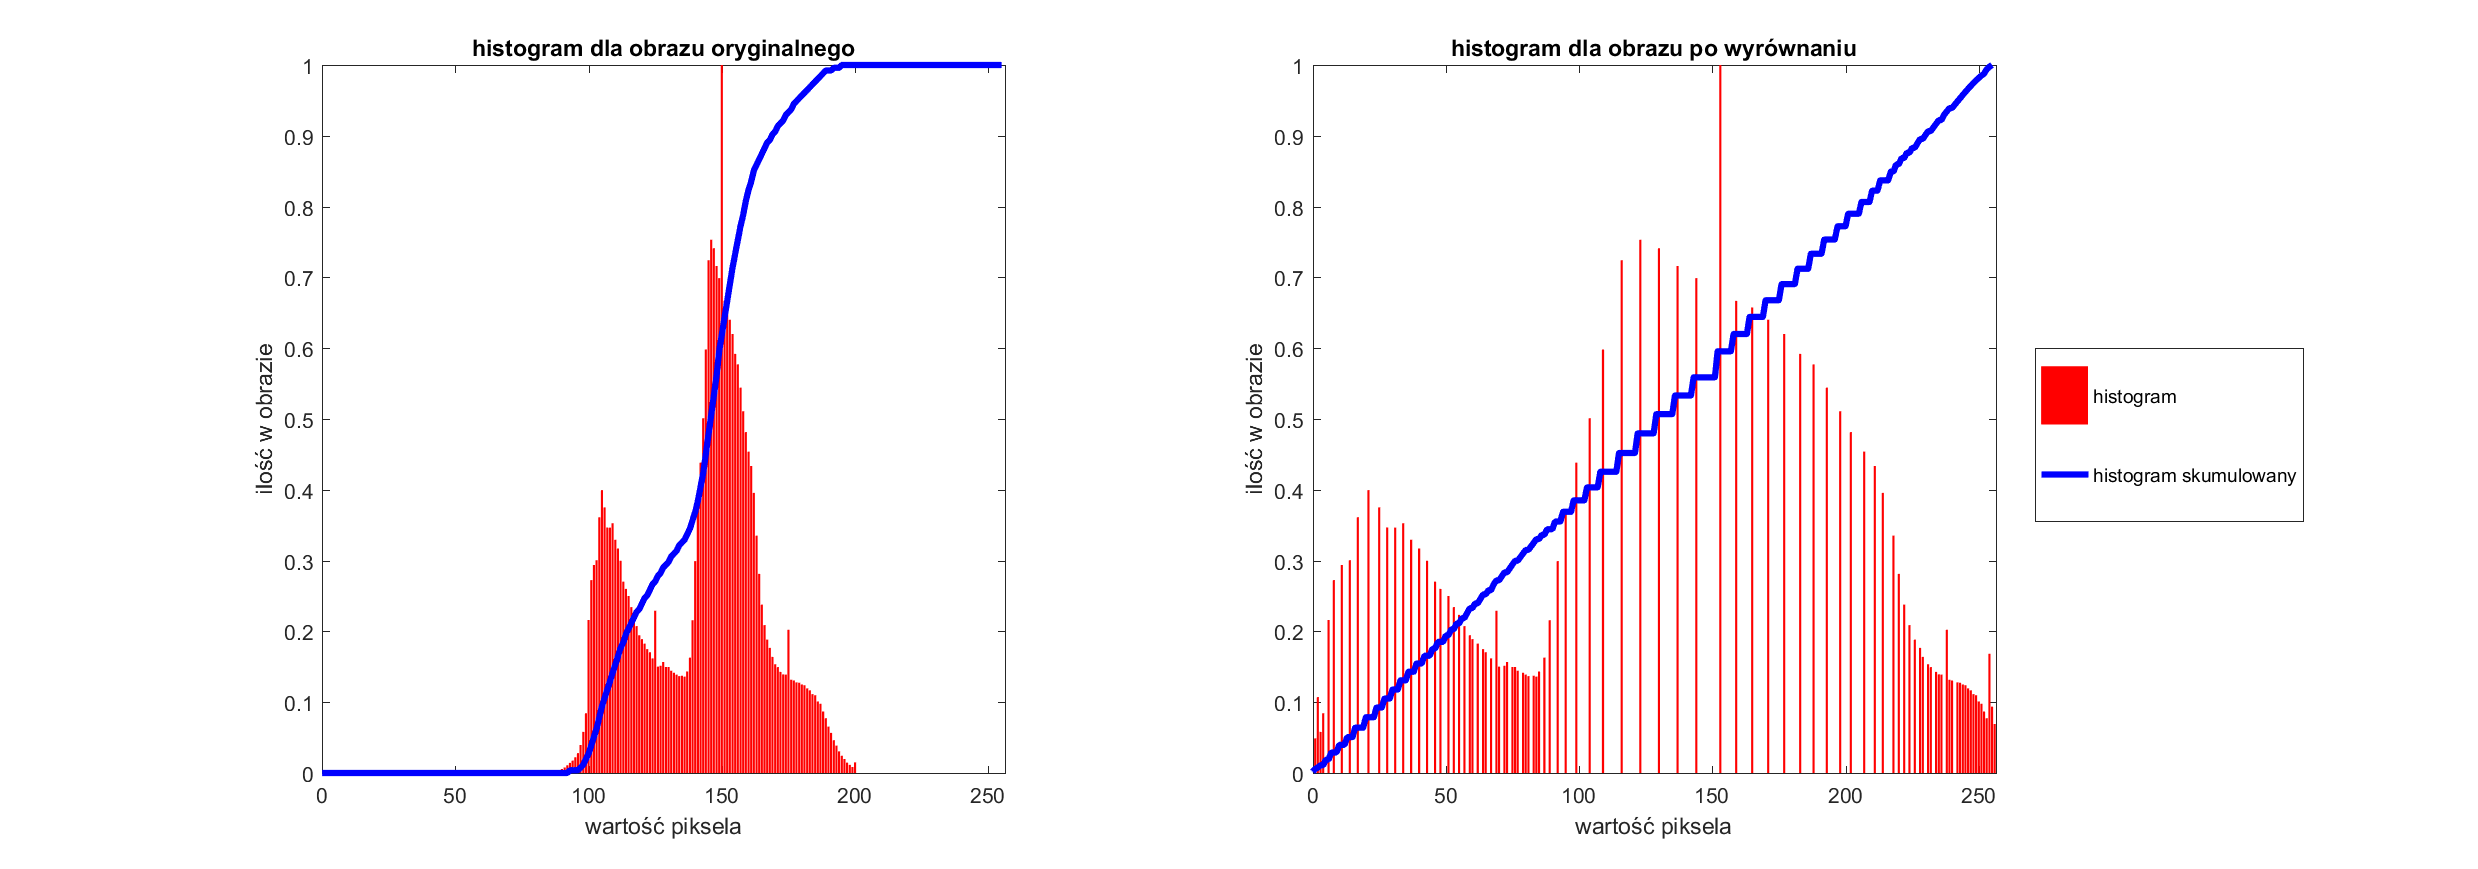 histogram dla obrazu oryginalnego
1
0.9
0.8
0.7
0.6
0.5
0.4
0.3
0.2
0.1
0
ilość w obrazie
0 50 100 150 200 250
wartość piksela
histogram dla obrazu po wyrównaniu
1
0.9
0.8
0.7
0.6
0.5
0.4
0.3
0.2
0.1
0
ilość w obrazie
0 50 100 150 200 250
wartość piksela
histogram
histogram skumulowany